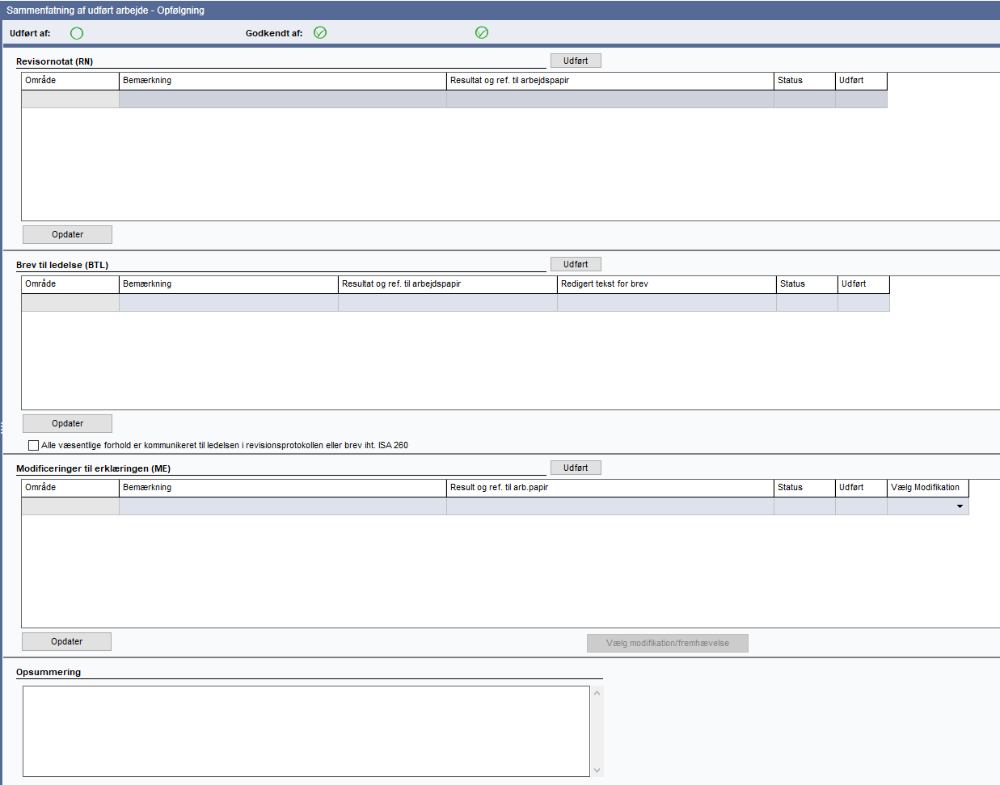 Sammenfatning af udført arbejde - Opfølgning
Udført af: Godkendt af:
Revisornotat (RN) Udført
Område Bemærkning Resultat og ref. til arbejdspapir Status Udført
Opdater
Brev til ledelse (BTL) Udført
Område Bemærkning Resultat og ref. til arbejdspapir Redigert tekst for brev Status Udført
Opdater
Alle væsentlige forhold er kommunikeret til ledelsen i revisionsprotokollen eller brev iht. ISA 260
Modificeringer til erklæringen (ME) Udført
Område Bemærkning Result og ref. til arb.papir Status Udført Vælg Modifikation
Opdater Vælg modifikation/fremhævelse
Opsummering